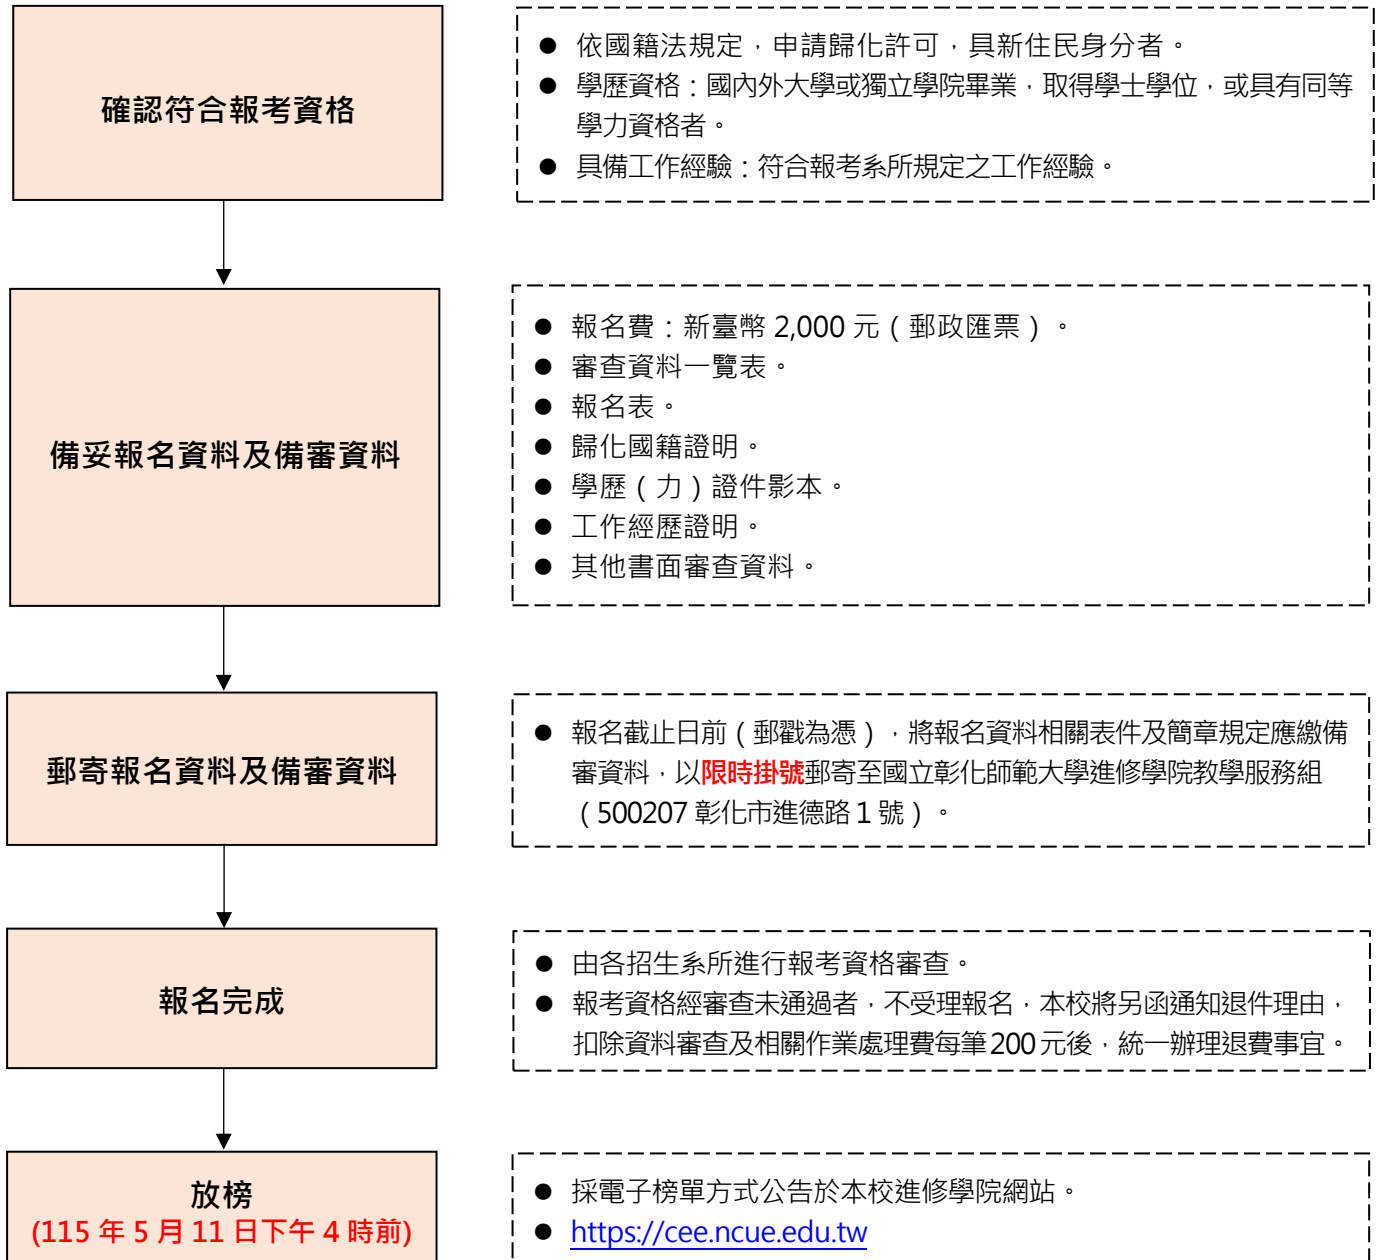 確認符合報考資格
● 依國籍法規定，申請歸化許可，具新住民身分者。
● 學歷資格：國內外大學或獨立學院畢業，取得學士學位，或具有同等
學力資格者。
● 具備工作經驗：符合報考系所規定之工作經驗。
備妥報名資料及備審資料
● 報名費：新臺幣 2,000 元（郵政匯票）。
● 審查資料一覽表。
● 報名表。
● 歸化國籍證明。
● 學歷（力）證件影本。
● 工作經歷證明。
● 其他書面審查資料。
郵寄報名資料及備審資料
● 報名截止日前（郵戳為憑），將報名資料相關表件及簡章規定應繳備
審資料，以限時掛號郵寄至國立彰化師範大學進修學院教學服務組
（500207 彰化市進德路 1 號）。
報名完成
● 由各招生系所進行報考資格審查。
● 報考資格經審查未通過者，不受理報名，本校將另函通知退件理由，
扣除資料審查及相關作業處理費每筆 200 元後，統一辦理退費事宜。
放榜
(115 年 5 月 11 日下午 4 時前)
● 採電子榜單方式公告於本校進修學院網站。
● https://cee.ncue.edu.tw